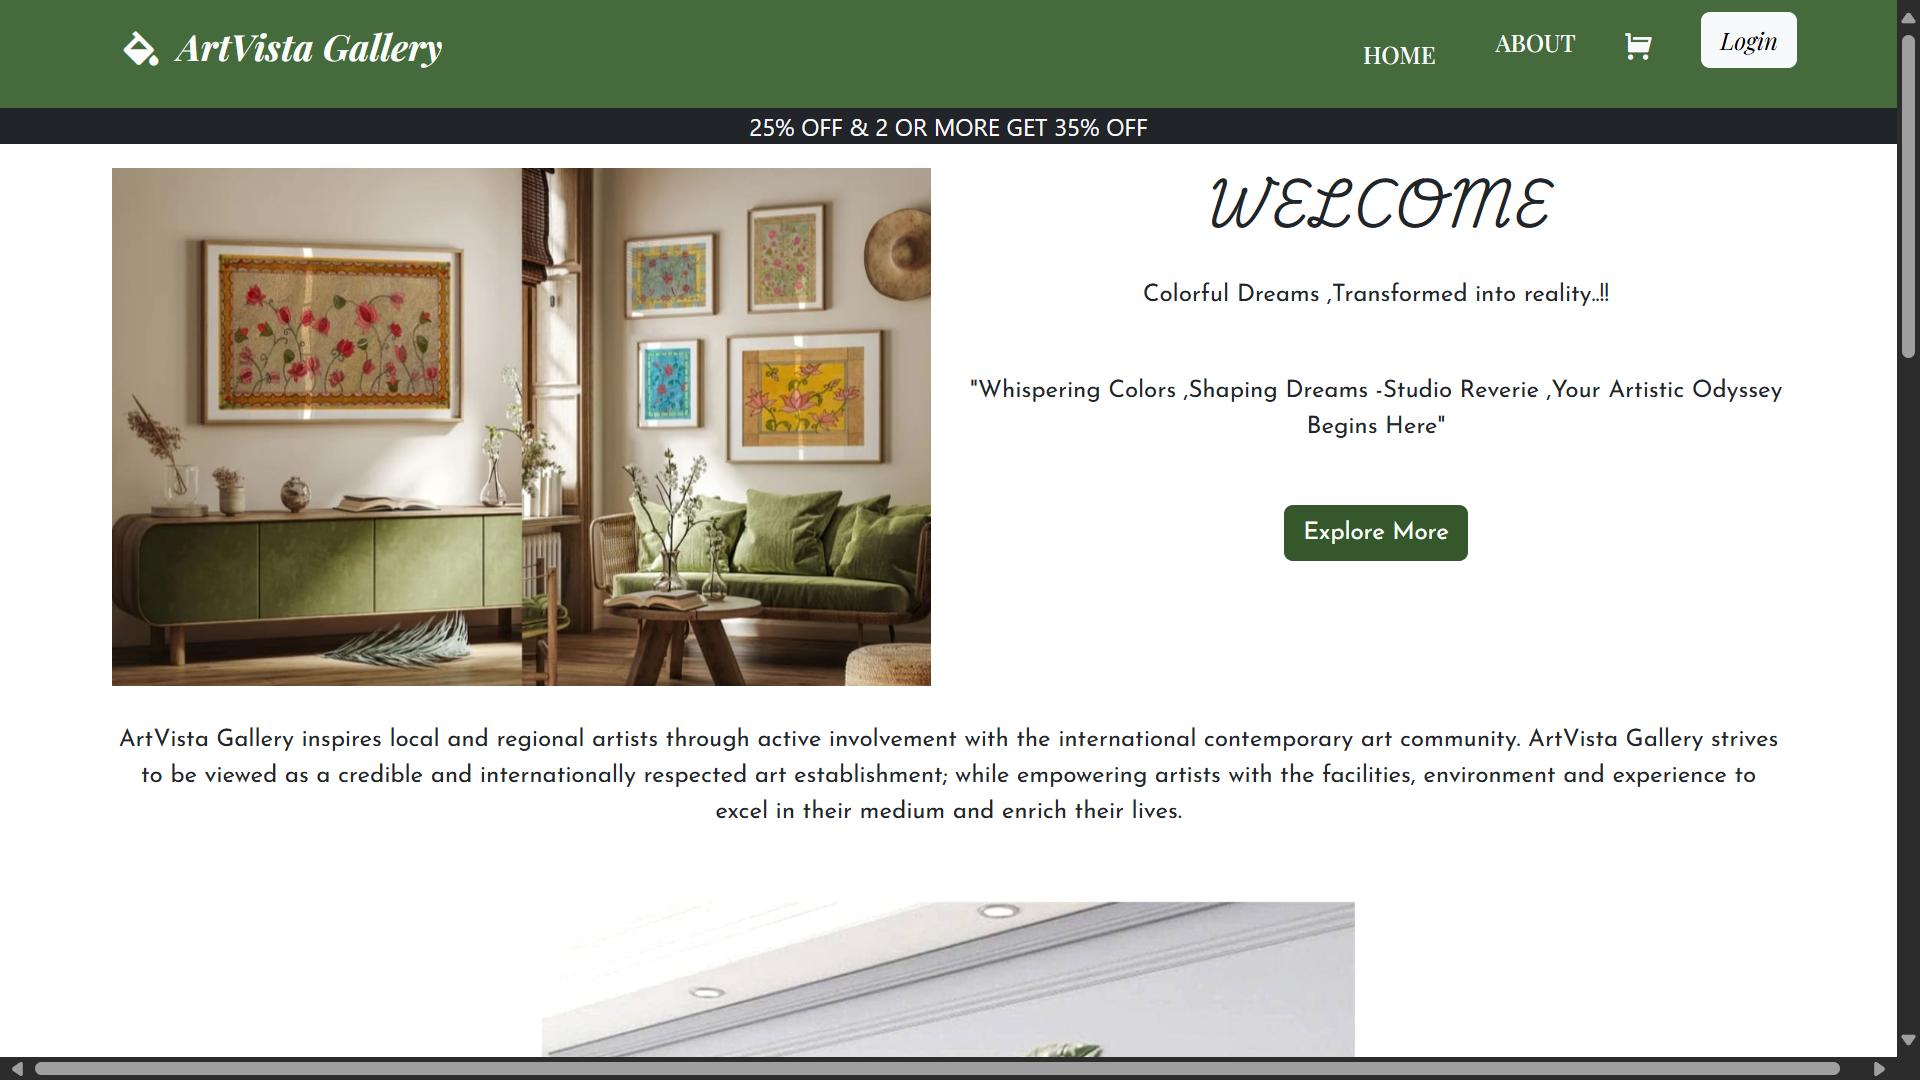 ArtVista Gallery
HOME
ABOUT
Login
25% OFF & 2 OR MORE GET 35% OFF
WELCOME
Colorful Dreams ,Transformed into reality..!!
"Whispering Colors ,Shaping Dreams -Studio Reverie ,Your Artistic Odyssey
Begins Here"
Explore More
ArtVista Gallery inspires local and regional artists through active involvement with the international contemporary art community. ArtVista Gallery strives
to be viewed as a credible and internationally respected art establishment; while empowering artists with the facilities, environment and experience to
excel in their medium and enrich their lives.